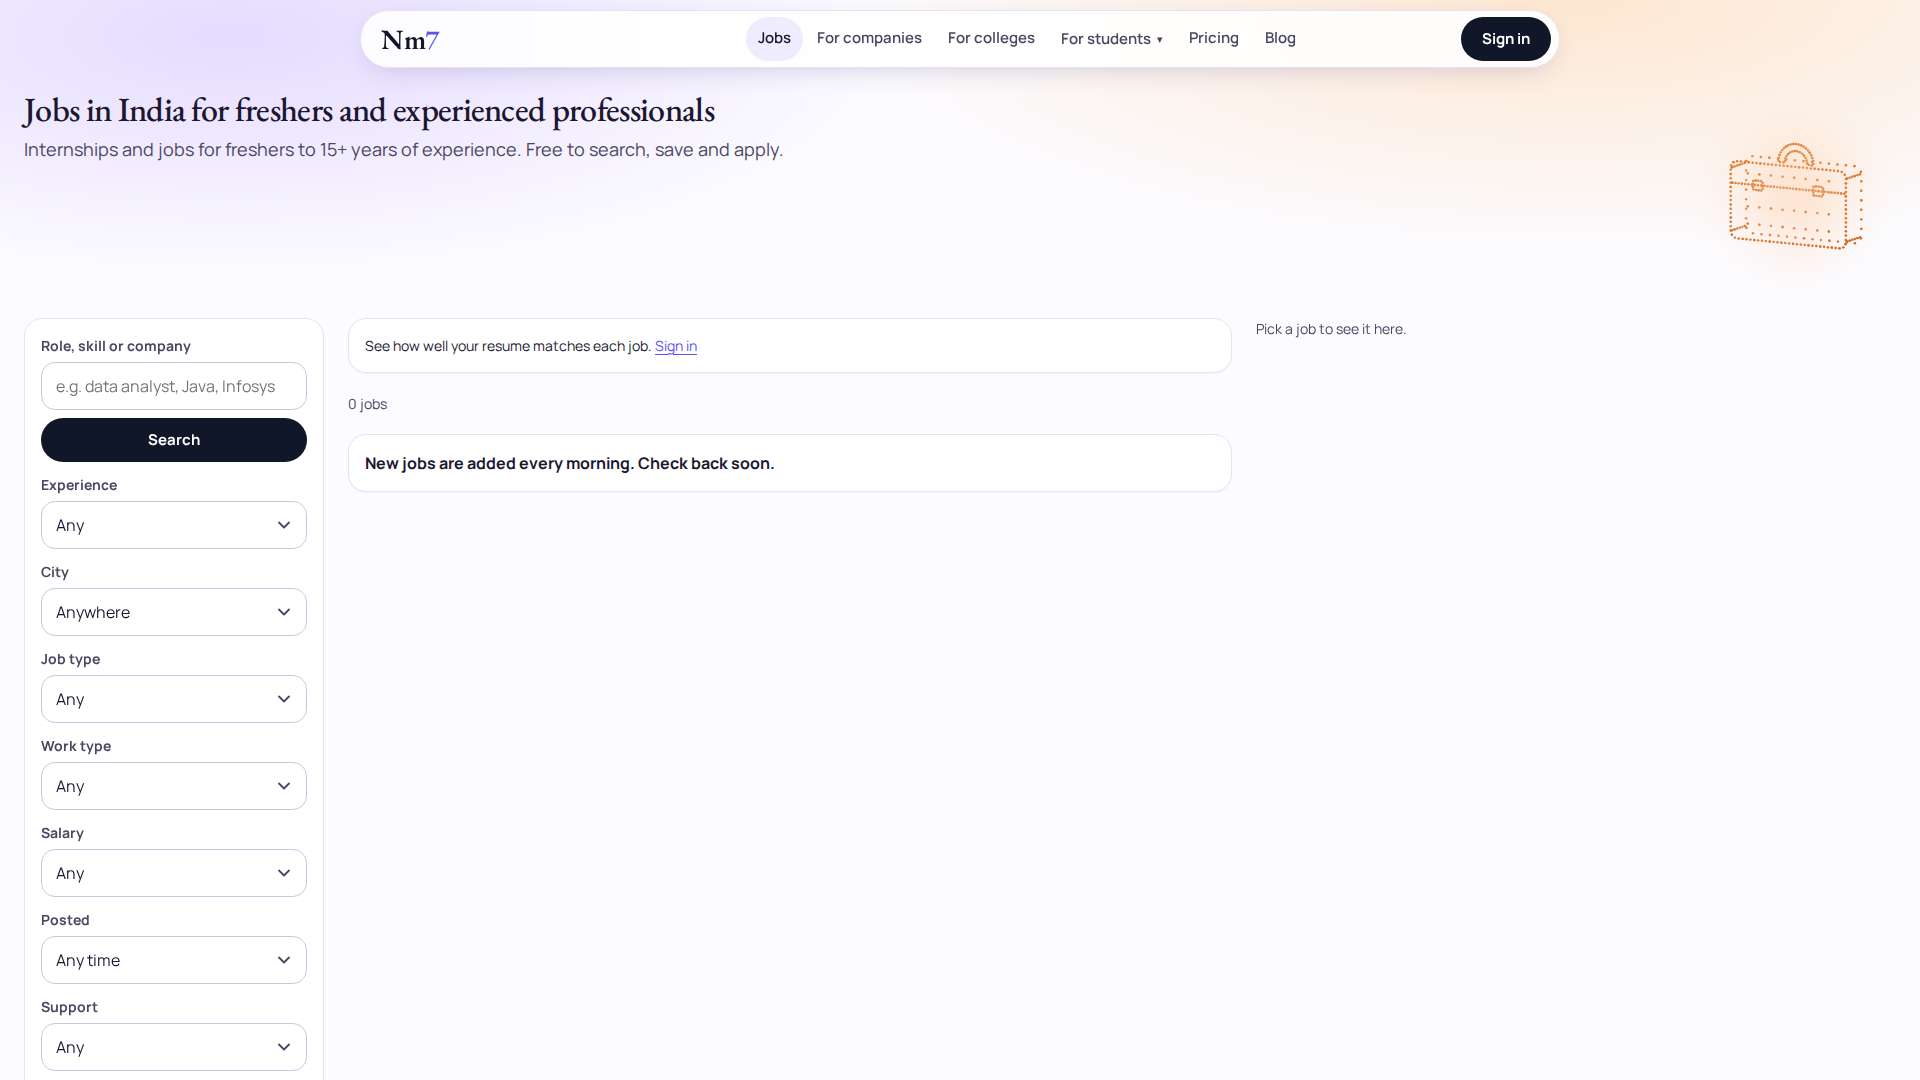 Nm7
Jobs
For companies
For colleges
For students ▾
Pricing
Blog
Sign in
Jobs in India for freshers and experienced professionals
Internships and jobs for freshers to 15+ years of experience. Free to search, save and apply.
Role, skill or company
e.g. data analyst, Java, Infosys
Search
Experience
Any
City
Anywhere
Job type
Any
Work type
Any
Salary
Any
Posted
Any time
Support
Any
See how well your resume matches each job. Sign in
0 jobs
New jobs are added every morning. Check back soon.
Pick a job to see it here.